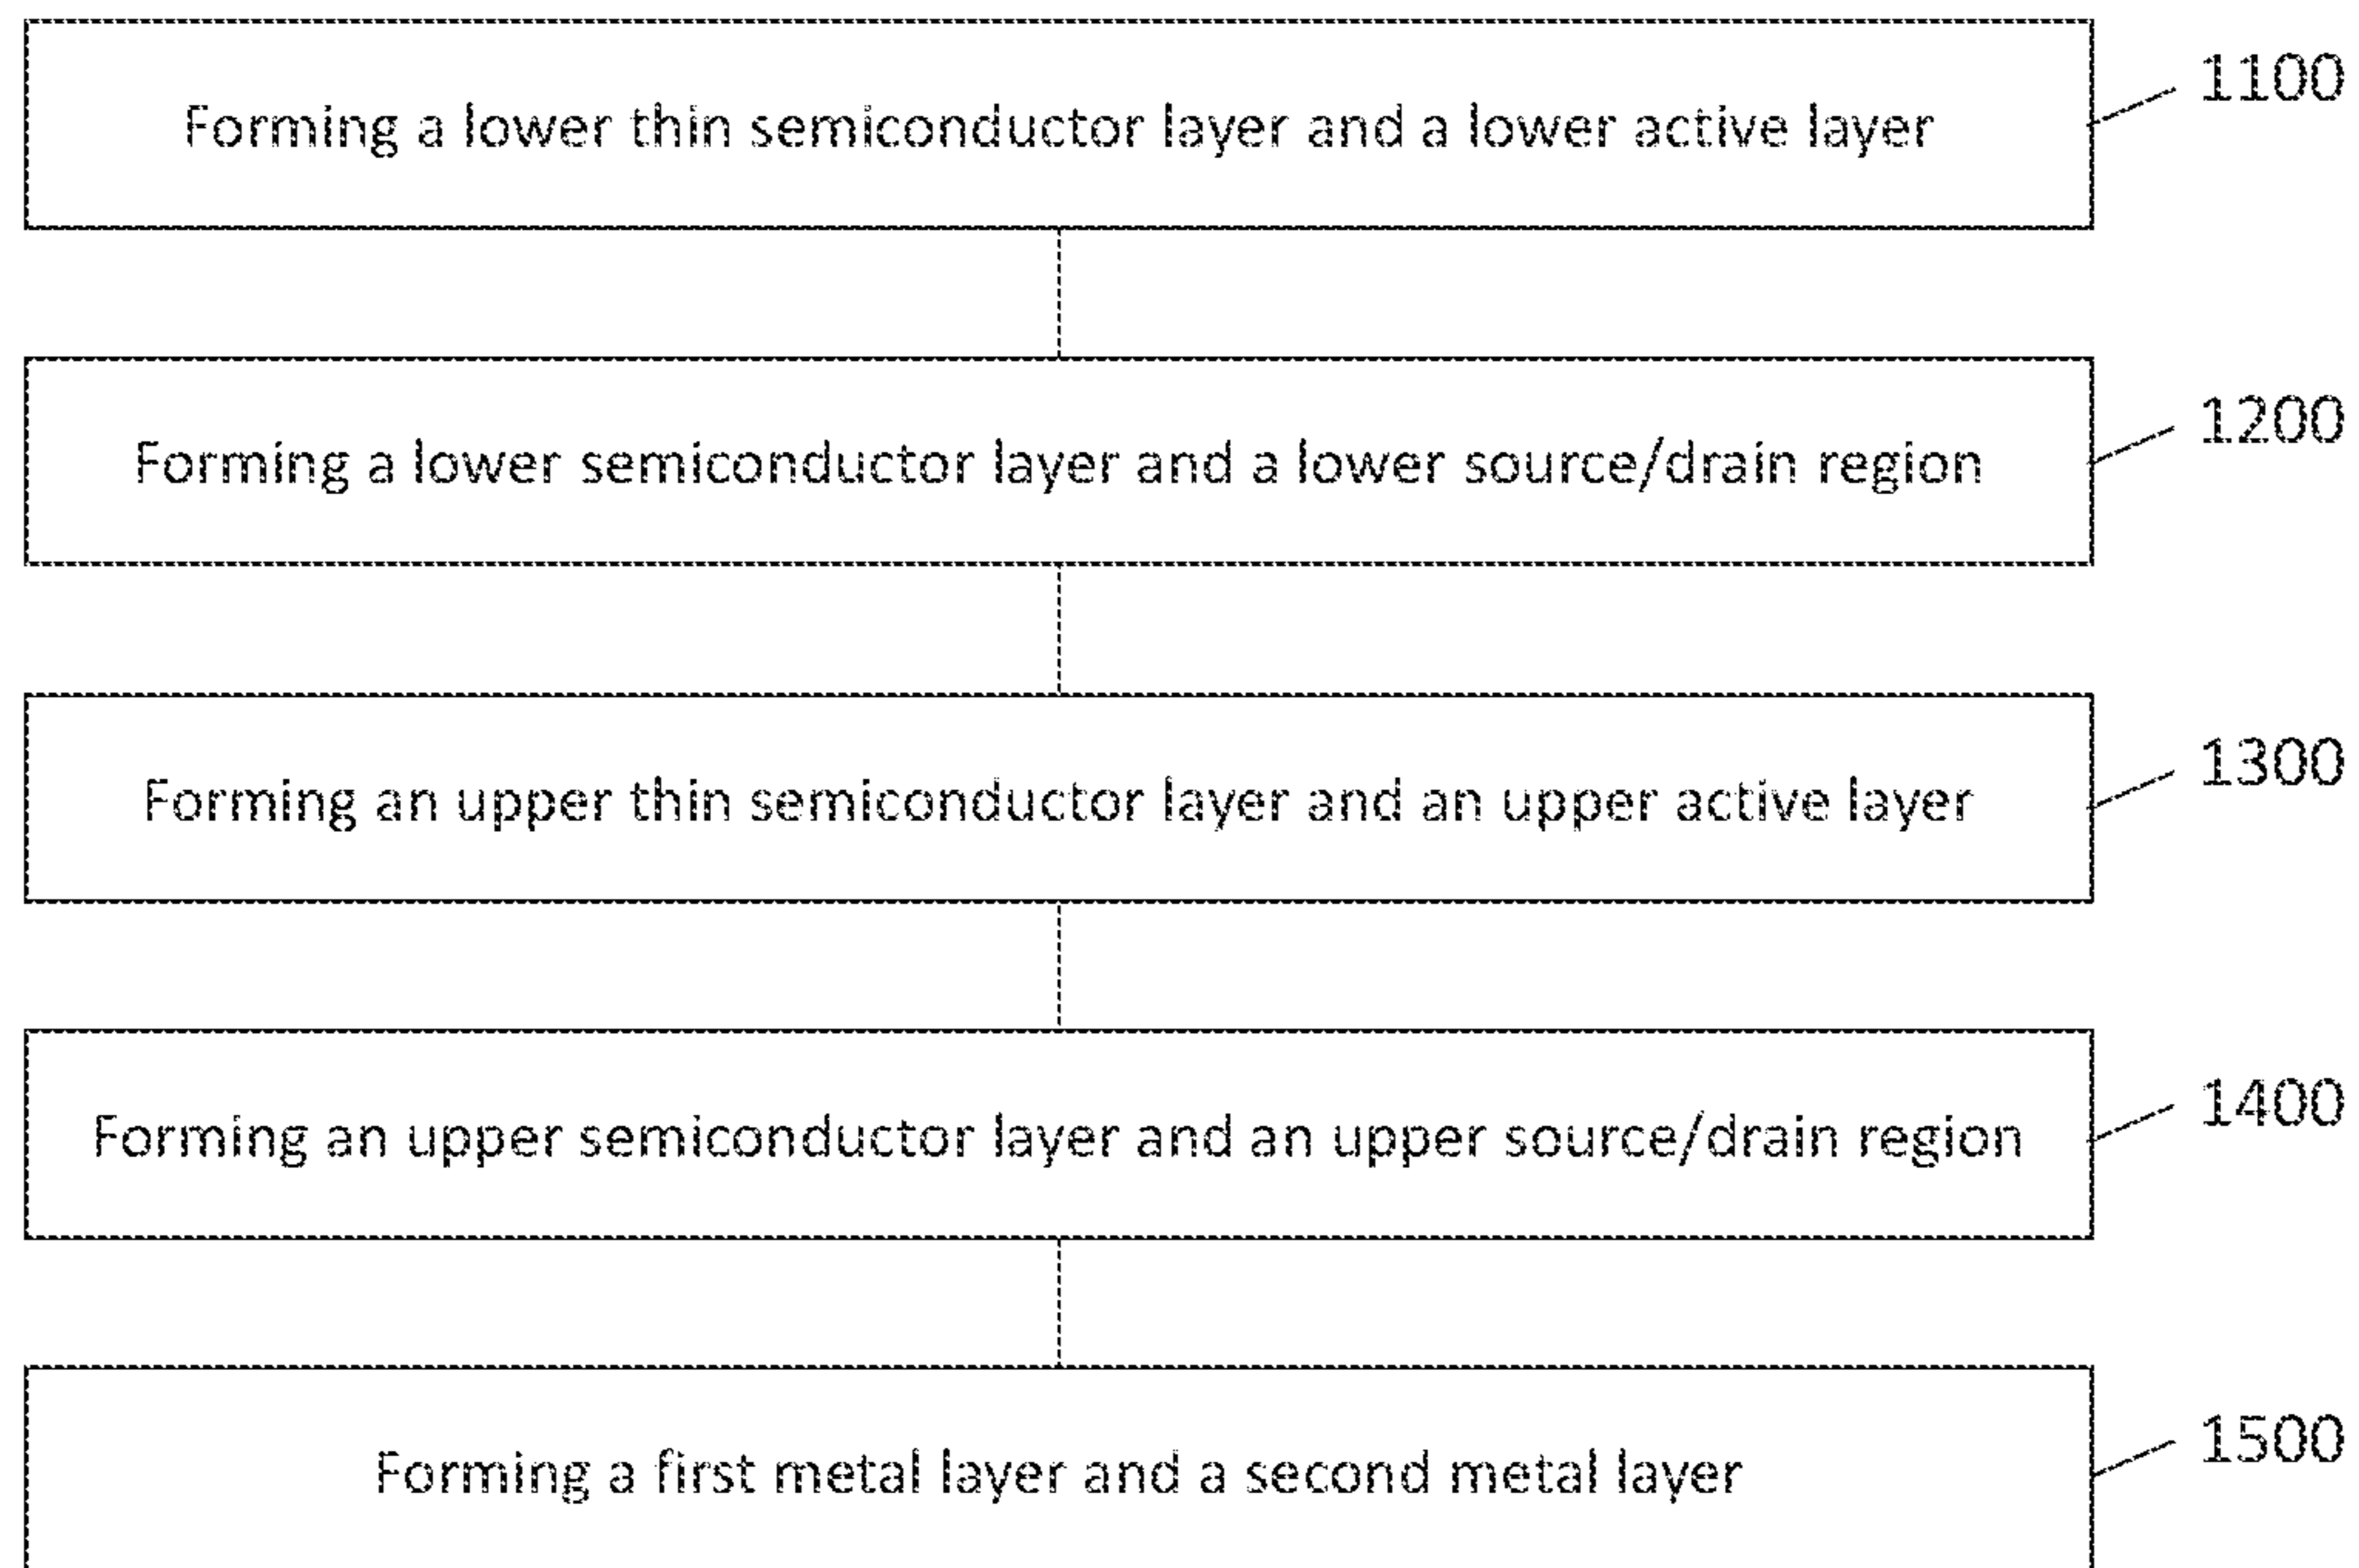 Forming a lower thin semiconductor layer and a lower active layer
1100
Forming a lower semiconductor layer and a lower source/drain region
1200
Forming an upper thin semiconductor layer and an upper active layer
1300
Forming an upper semiconductor layer and an upper source/drain region
1400
Forming a first metal layer and a second metal layer
1500